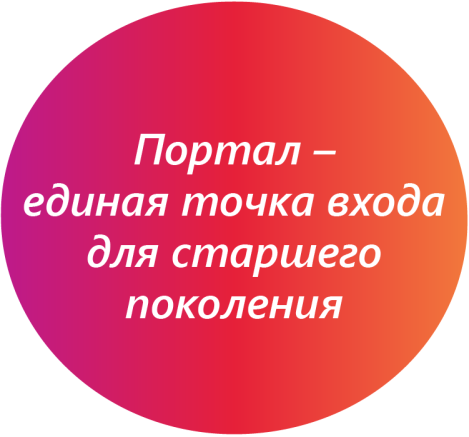 Портал –
единая точка входа
для старшего
поколения